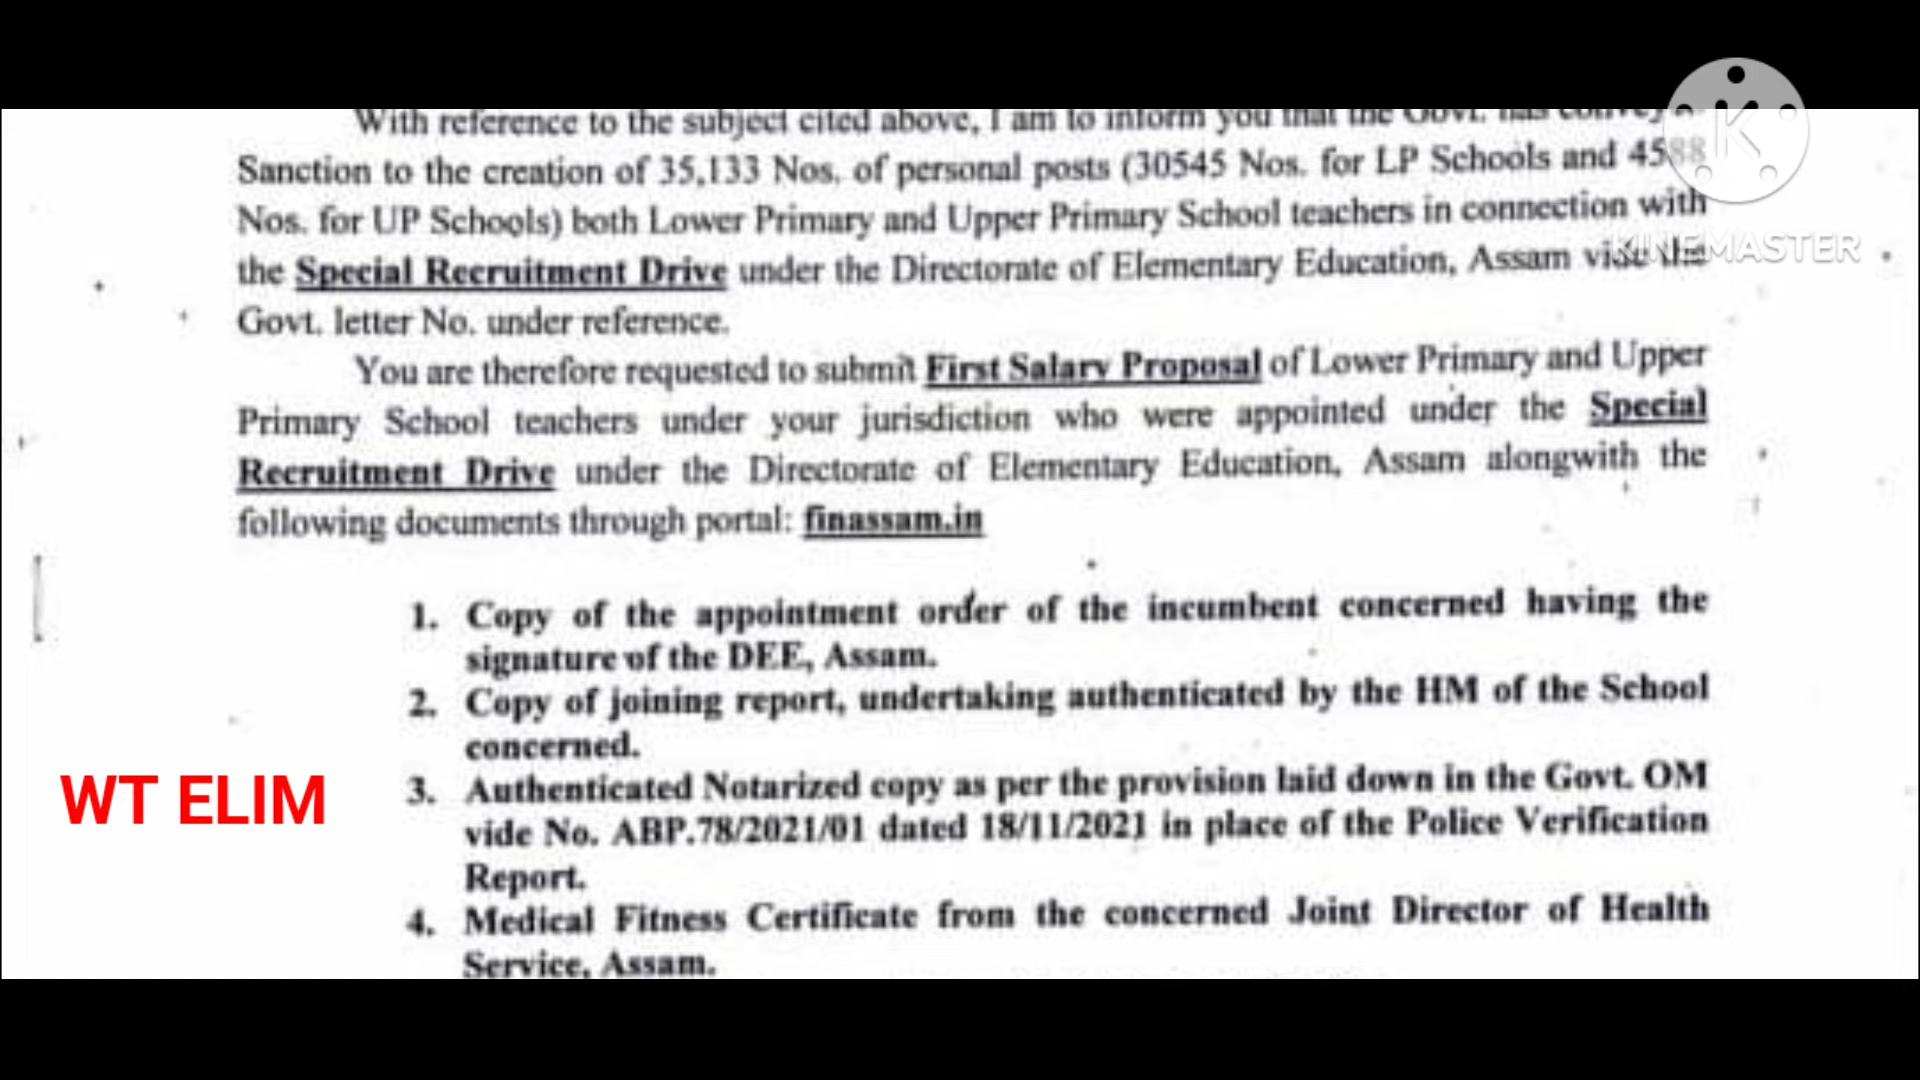 With reference to the subject cited above, I am to inform you that the Govt. has
Sanction to the creation of 35,133 Nos. of personal posts (30545 Nos. for LP Schools and 4588
Nos. for UP Schools) both Lower Primary and Upper Primary School teachers in connection with
the Special Recruitment Drive under the Directorate of Elementary Education, Assam vide the
Govt. letter No. under reference.
You are therefore requested to submit First Salary Proposal of Lower Primary and Upper
Primary School teachers under your jurisdiction who were appointed under the Special
Recruitment Drive under the Directorate of Elementary Education, Assam alongwith the
following documents through portal: finassam.in
1. Copy of the appointment order of the incumbent concerned having the
signature of the DEE, Assam.
2. Copy of joining report, undertaking authenticated by the HM of the School
concerned.
3. Authenticated Notarized copy as per the provision laid down in the Govt. OM
vide No. ABP.78/2021/01 dated 18/11/2021 in place of the Police Verification
Report.
4. Medical Fitness Certificate from the concerned Joint Director of Health
Service, Assam.
WT ELIM
K
KINEMASTER